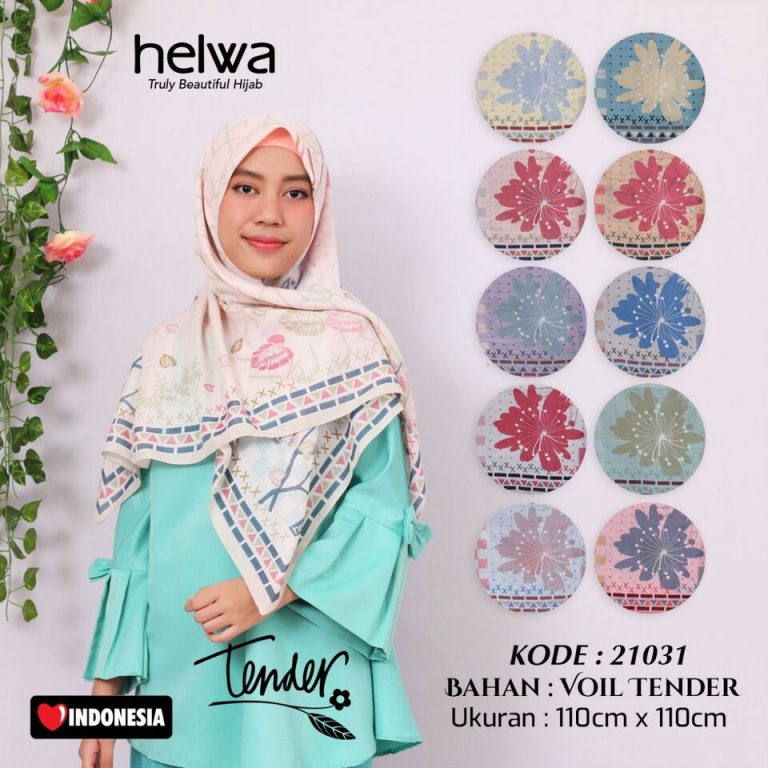 helwa
Truly Beautiful Hijab
Tender
INDONESIA
KODE : 21031
BAHAN : VOIL TENDER
Ukuran : 110cm x 110cm